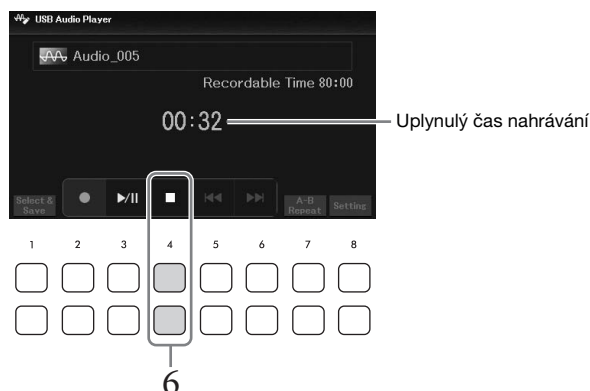 USB Audio Player
Audio_005
Recordable Time 80:00
00:32
Uplynulý čas nahrávání
Select & Save
A-B Repeat
Setting
1 2 3 4 5 6 7 8
6